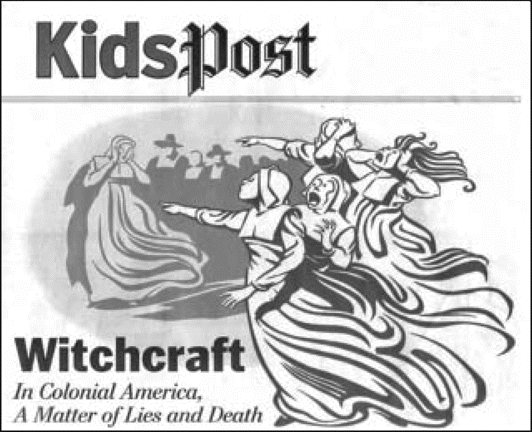 KidsPost
Witchcraft
In Colonial America,
A Matter of Lies and Death